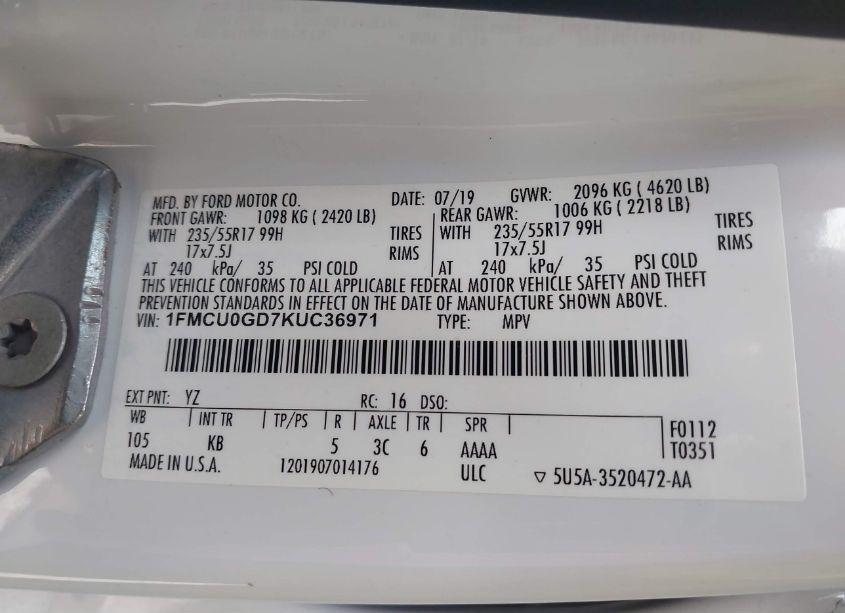 MFD. BY FORD MOTOR CO. DATE: 07/19 GVWR: 2096 KG ( 4620 LB)
FRONT GAWR: 1098 KG ( 2420 LB) REAR GAWR: 1006 KG ( 2218 LB)
WITH 235/55R17 99H TIRES WITH 235/55R17 99H TIRES
17x7.5J RIMS 17x7.5J RIMS
AT 240 kPa/ 35 PSI COLD AT 240 kPa/ 35 PSI COLD
THIS VEHICLE CONFORMS TO ALL APPLICABLE FEDERAL MOTOR VEHICLE SAFETY AND THEFT
PREVENTION STANDARDS IN EFFECT ON THE DATE OF MANUFACTURE SHOWN ABOVE.
VIN: 1FMCU0GD7KUC36971 TYPE: MPV
EXT PNT: YZ RC: 16 DSO:
WB INT TR TP/PS R AXLE TR SPR F0112
105 KB 5 3C 6 AAAA T0351
MADE IN U.S.A. 1201907014176 ULC ▽ 5U5A-3520472-AA